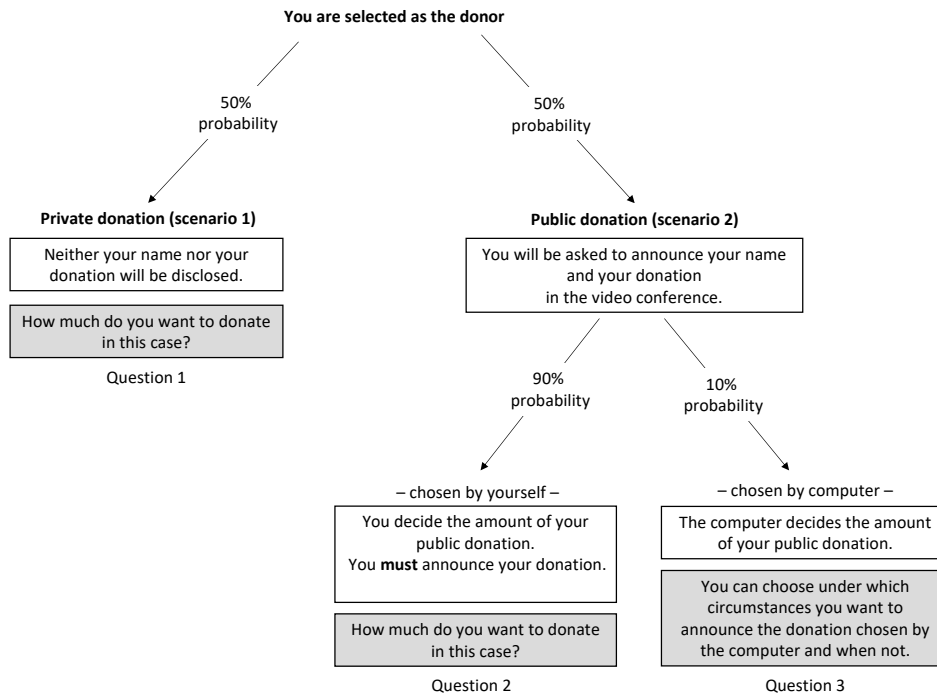 You are selected as the donor
50%
probability
50%
probability
Private donation (scenario 1)
Neither your name nor your
donation will be disclosed.
How much do you want to donate
in this case?
Question 1
Public donation (scenario 2)
You will be asked to announce your name
and your donation
in the video conference.
90%
probability
10%
probability
– chosen by yourself –
You decide the amount of your
public donation.
You must announce your donation.
How much do you want to donate
in this case?
Question 2
– chosen by computer –
The computer decides the amount
of your public donation.
You can choose under which
circumstances you want to
announce the donation chosen by
the computer and when not.
Question 3